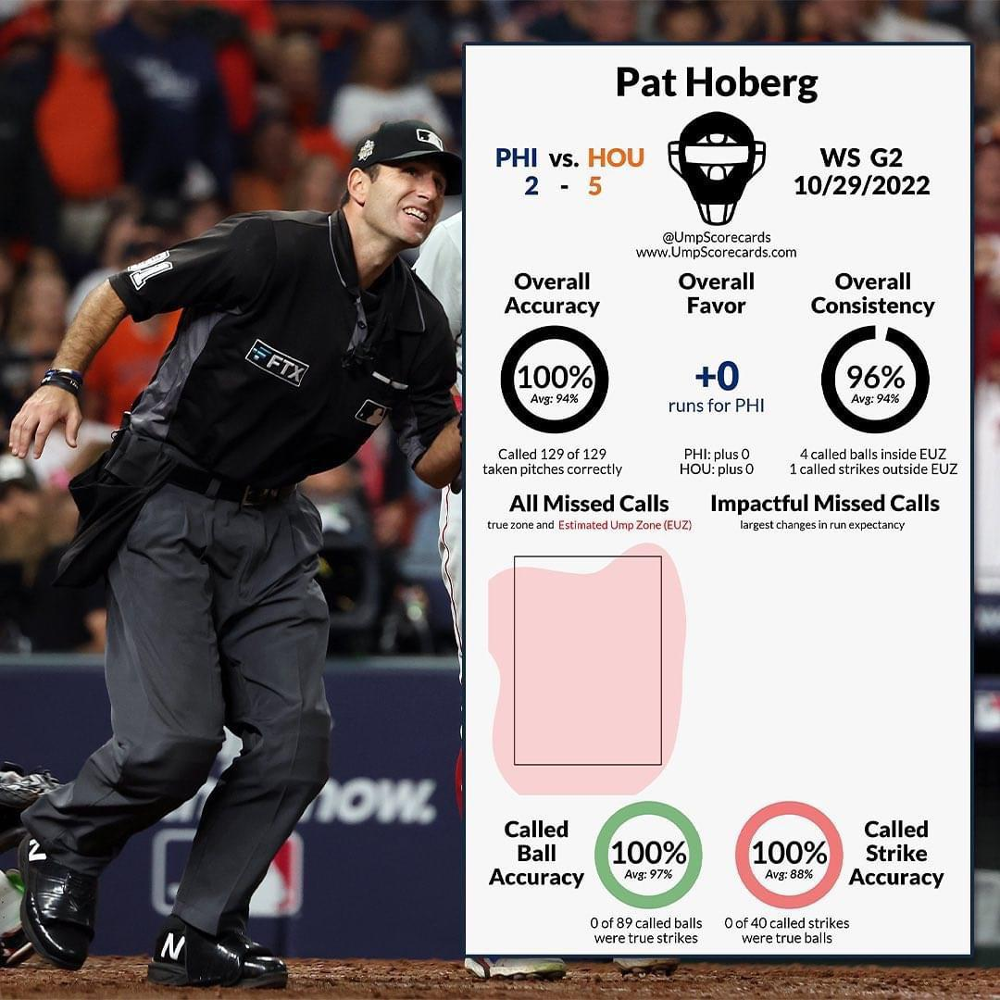 Pat Hoberg
PHI vs. HOU
2 - 5
WS G2
10/29/2022
@UmpScorecards
www.UmpScorecards.com
Overall
Accuracy
100%
Avg: 94%
Called 129 of 129
taken pitches correctly
Overall
Favor
+0
runs for PHI
PHI: plus 0
HOU: plus 0
Overall
Consistency
96%
Avg: 94%
4 called balls inside EUZ
1 called strikes outside EUZ
All Missed Calls
true zone and Estimated Ump Zone (EUZ)
Impactful Missed Calls
largest changes in run expectancy
Called
Ball
Accuracy
100%
Avg: 97%
0 of 89 called balls
were true strikes
100%
Avg: 88%
Called
Strike
Accuracy
0 of 40 called strikes
were true balls
FTX
now.
N
N